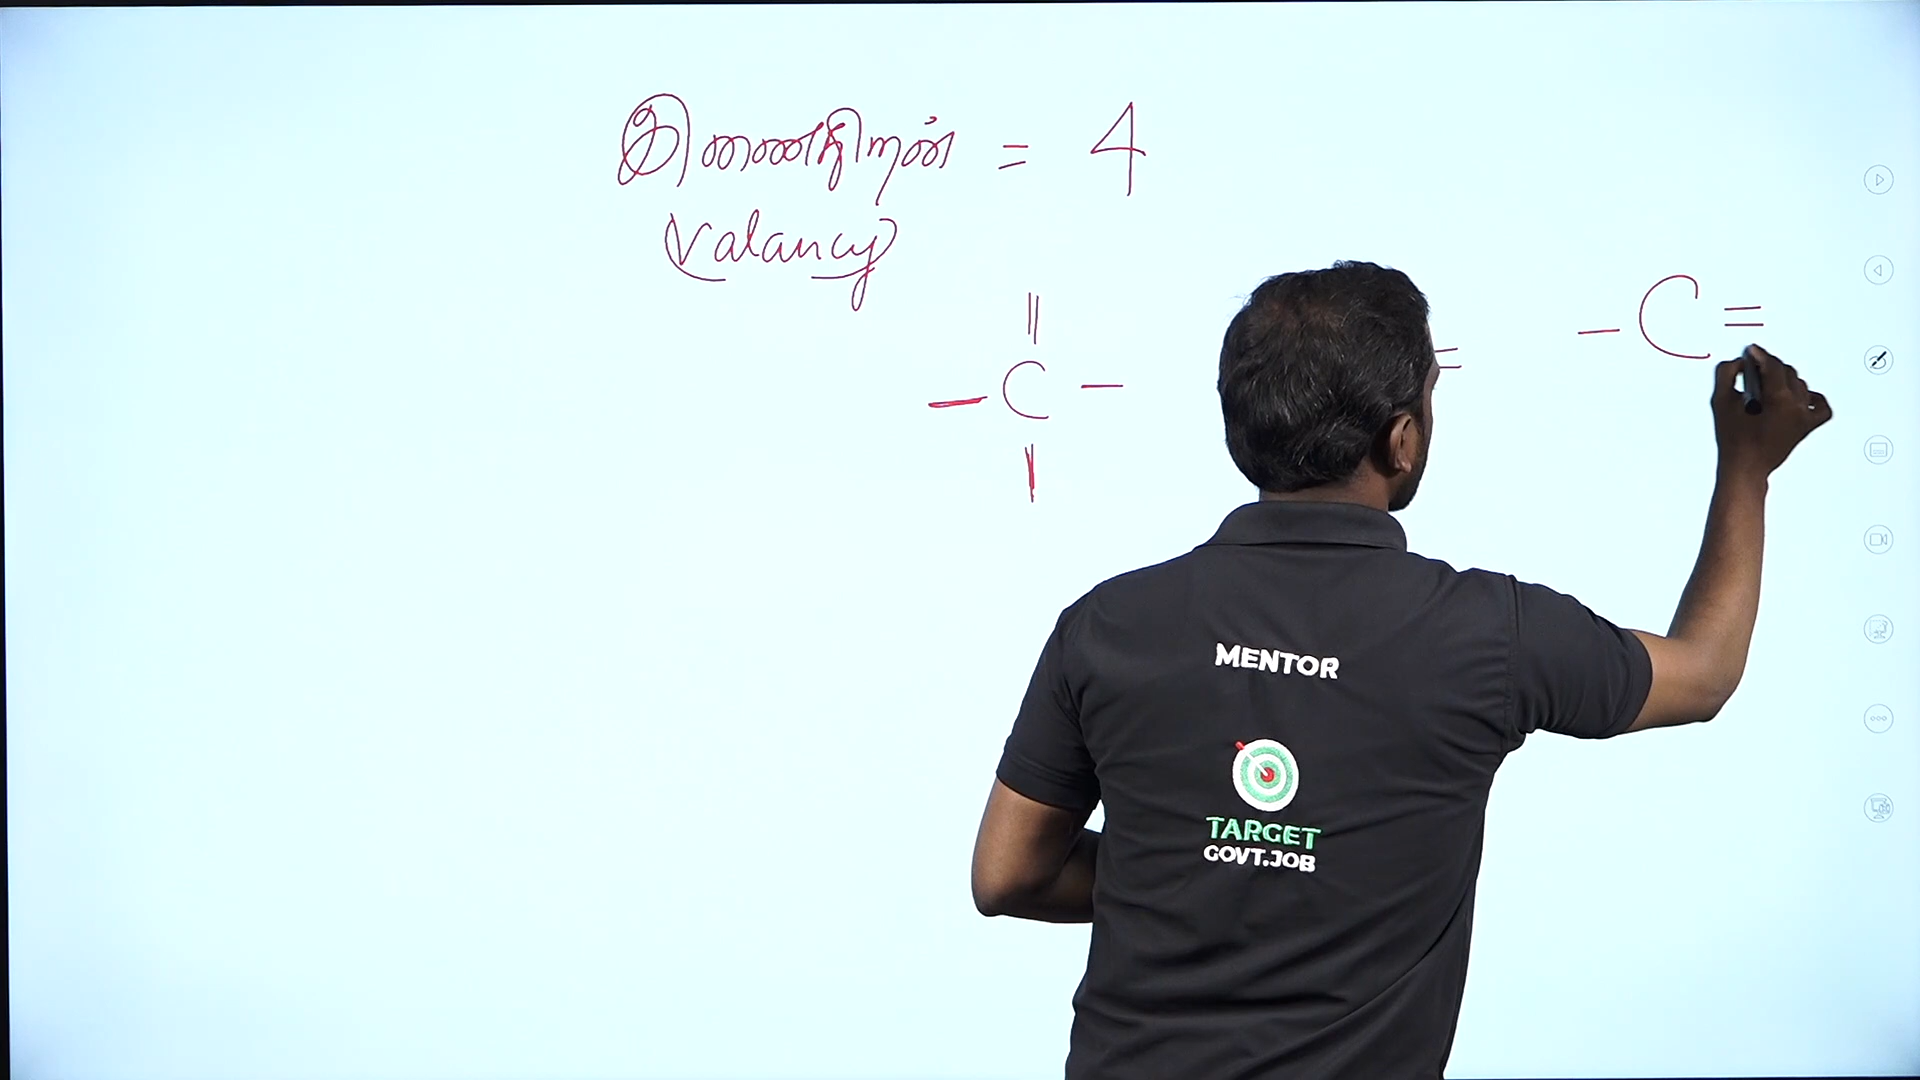 இணைதிறன் = 4
Valancy
- C -
=
- C =
MENTOR
TARGET
GOVT.JOB